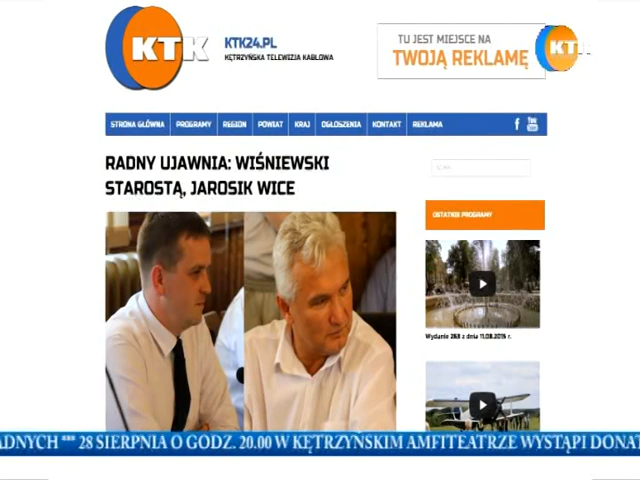 KTK
KTK24.PL
KĘTRZYŃSKA TELEWIZJA KABLOWA
TU JEST MIEJSCE NA
TWOJĄ REKLAMĘ
KTK
STRONA GŁÓWNA PROGRAMY REGION POWIAT KRAJ OGŁOSZENIA KONTAKT REKLAMA
RADNY UJAWNIA: WIŚNIEWSKI
STAROSTĄ, JAROSIK WICE
OSTATNIE PROGRAMY
Wydanie 268 z dnia 11.08.2015 r.
ADNYCH *** 28 SIERPNIA O GODZ. 20.00 W KĘTRZYŃSKIM AMFITEATRZE WYSTĄPI DONAT